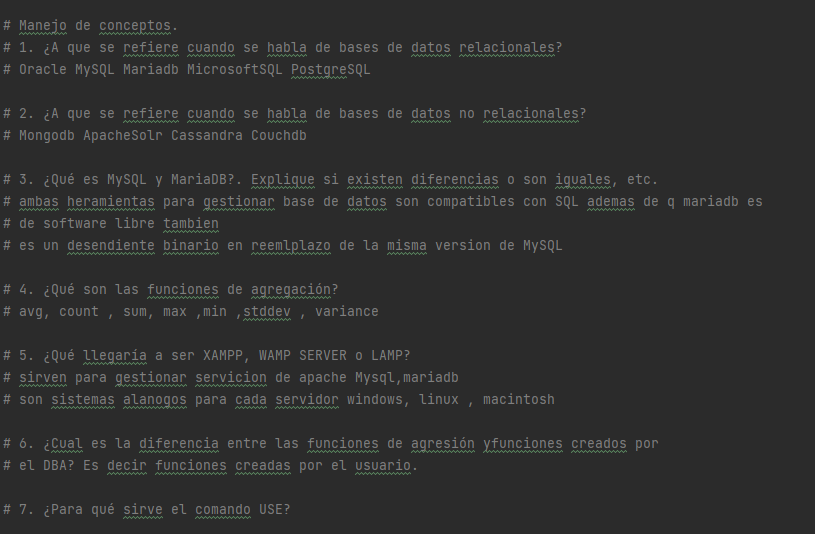 # Manejo de conceptos.
# 1. ¿A que se refiere cuando se habla de bases de datos relacionales?
# Oracle MySQL Mariadb MicrosoftSQL PostgreSQL
# 2. ¿A que se refiere cuando se habla de bases de datos no relacionales?
# Mongodb ApacheSolr Cassandra Couchdb
# 3. ¿Qué es MySQL y MariaDB?. Explique si existen diferencias o son iguales, etc.
# ambas heramientas para gestionar base de datos son compatibles con SQL ademas de q mariadb es
# de software libre tambien
# es un desendiente binario en reemlplazo de la misma version de MySQL
# 4. ¿Qué son las funciones de agregación?
# avg, count , sum, max ,min ,stddev , variance
# 5. ¿Qué llegaría a ser XAMPP, WAMP SERVER o LAMP?
# sirven para gestionar servicion de apache Mysql,mariadb
# son sistemas alanogos para cada servidor windows, linux , macintosh
# 6. ¿Cual es la diferencia entre las funciones de agresión yfunciones creados por
# el DBA? Es decir funciones creadas por el usuario.
# 7. ¿Para qué sirve el comando USE?